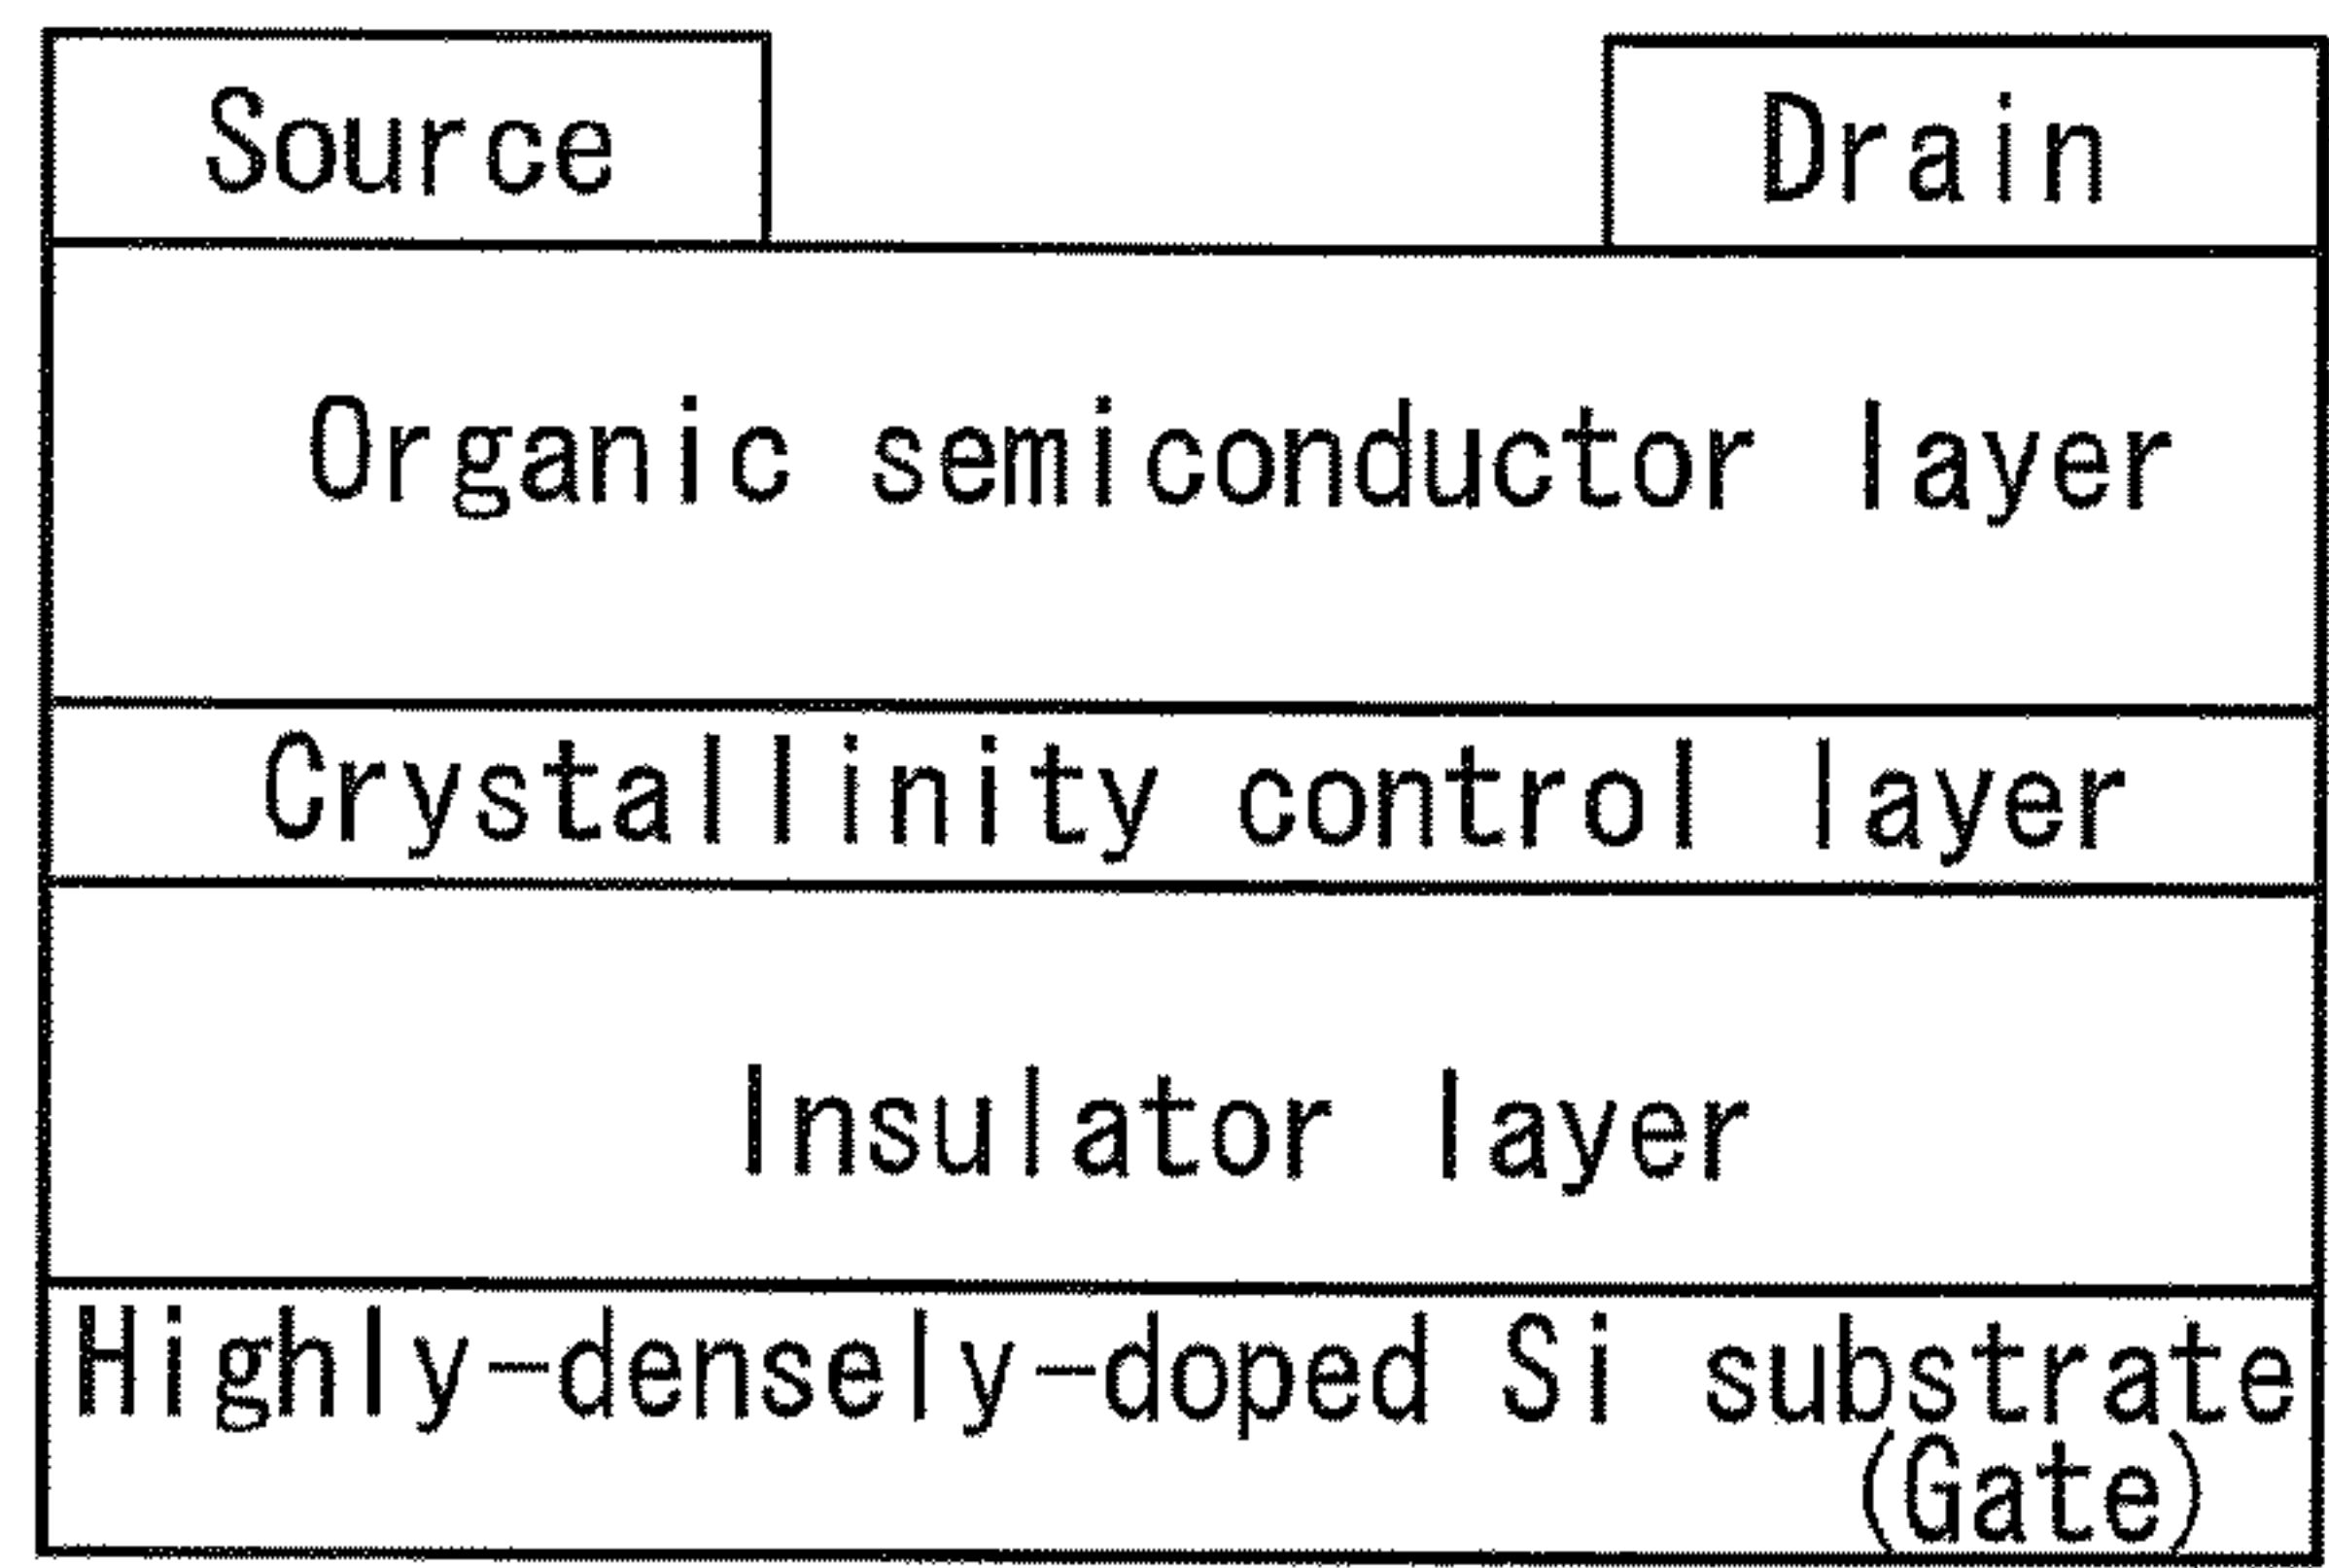 Source
Drain
Organic semiconductor layer
Crystallinity control layer
Insulator layer
Highly-densely-doped Si substrate
(Gate)